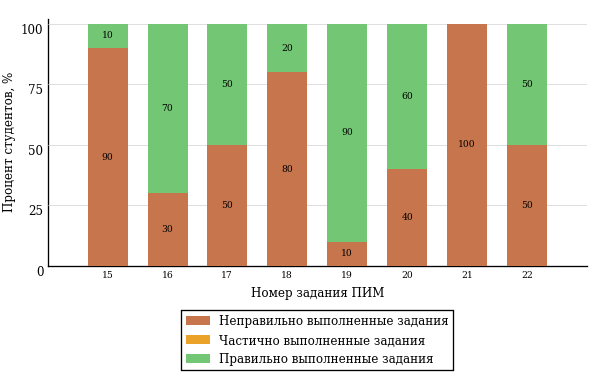 Процент студентов, %
100
75
50
25
0
10 70 50 20 90 60 100 50
90 30 50 80 10 40 50
15 16 17 18 19 20 21 22
Номер задания ПИМ
Неправильно выполненные задания
Частично выполненные задания
Правильно выполненные задания